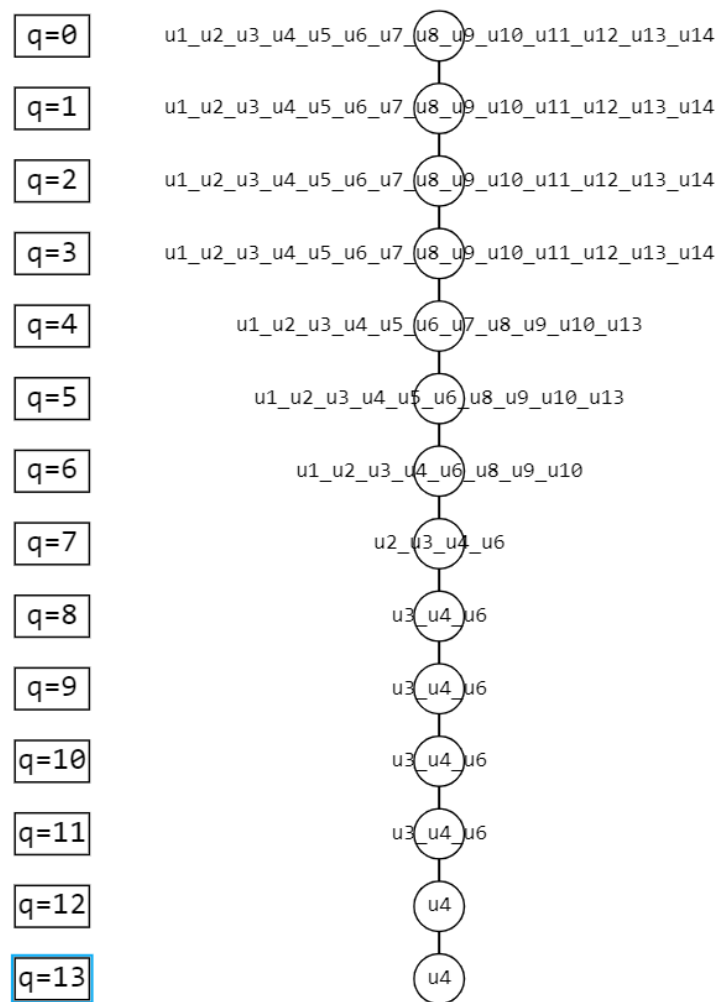 q=0 u1_u2_u3_u4_u5_u6_u7_u8_u9_u10_u11_u12_u13_u14
q=1 u1_u2_u3_u4_u5_u6_u7_u8_u9_u10_u11_u12_u13_u14
q=2 u1_u2_u3_u4_u5_u6_u7_u8_u9_u10_u11_u12_u13_u14
q=3 u1_u2_u3_u4_u5_u6_u7_u8_u9_u10_u11_u12_u13_u14
q=4 u1_u2_u3_u4_u5_u6_u7_u8_u9_u10_u13
q=5 u1_u2_u3_u4_u5_u6_u8_u9_u10_u13
q=6 u1_u2_u3_u4_u6_u8_u9_u10
q=7 u2_u3_u4_u6
q=8 u3_u4_u6
q=9 u3_u4_u6
q=10 u3_u4_u6
q=11 u3_u4_u6
q=12 u4
q=13 u4